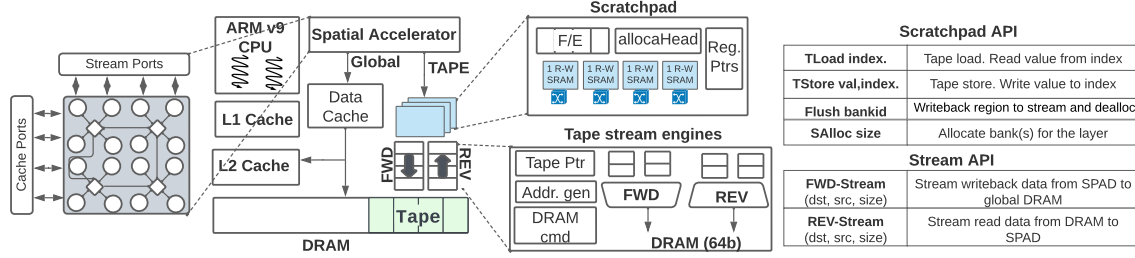 Stream Ports
Cache Ports
ARM v9
CPU
L1 Cache
L2 Cache
Spatial Accelerator
Global
TAPE
Data
Cache
FWD
REV
Tape
DRAM
Scratchpad
F/E
allocaHead
Reg.
Ptrs
1 R-W
SRAM
1 R-W
SRAM
1 R-W
SRAM
1 R-W
SRAM
Tape stream engines
Tape Ptr
Addr. gen
DRAM
cmd
FWD
REV
DRAM (64b)
Scratchpad API
TLoad index.
Tape load. Read value from index
TStore val,index.
Tape store. Write value to index
Flush bankid
Writeback region to stream and dealloc
SAlloc size
Allocate bank(s) for the layer
Stream API
FWD-Stream
(dst, src, size)
Stream writeback data from SPAD to
global DRAM
REV-Stream
(dst, src, size)
Stream read data from DRAM to
SPAD